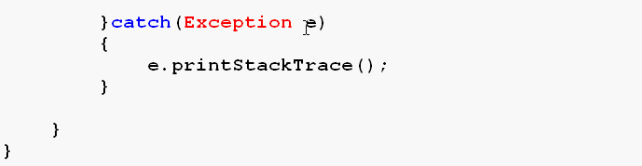 }catch(Exception e)
{
e.printStackTrace();
}
}
}